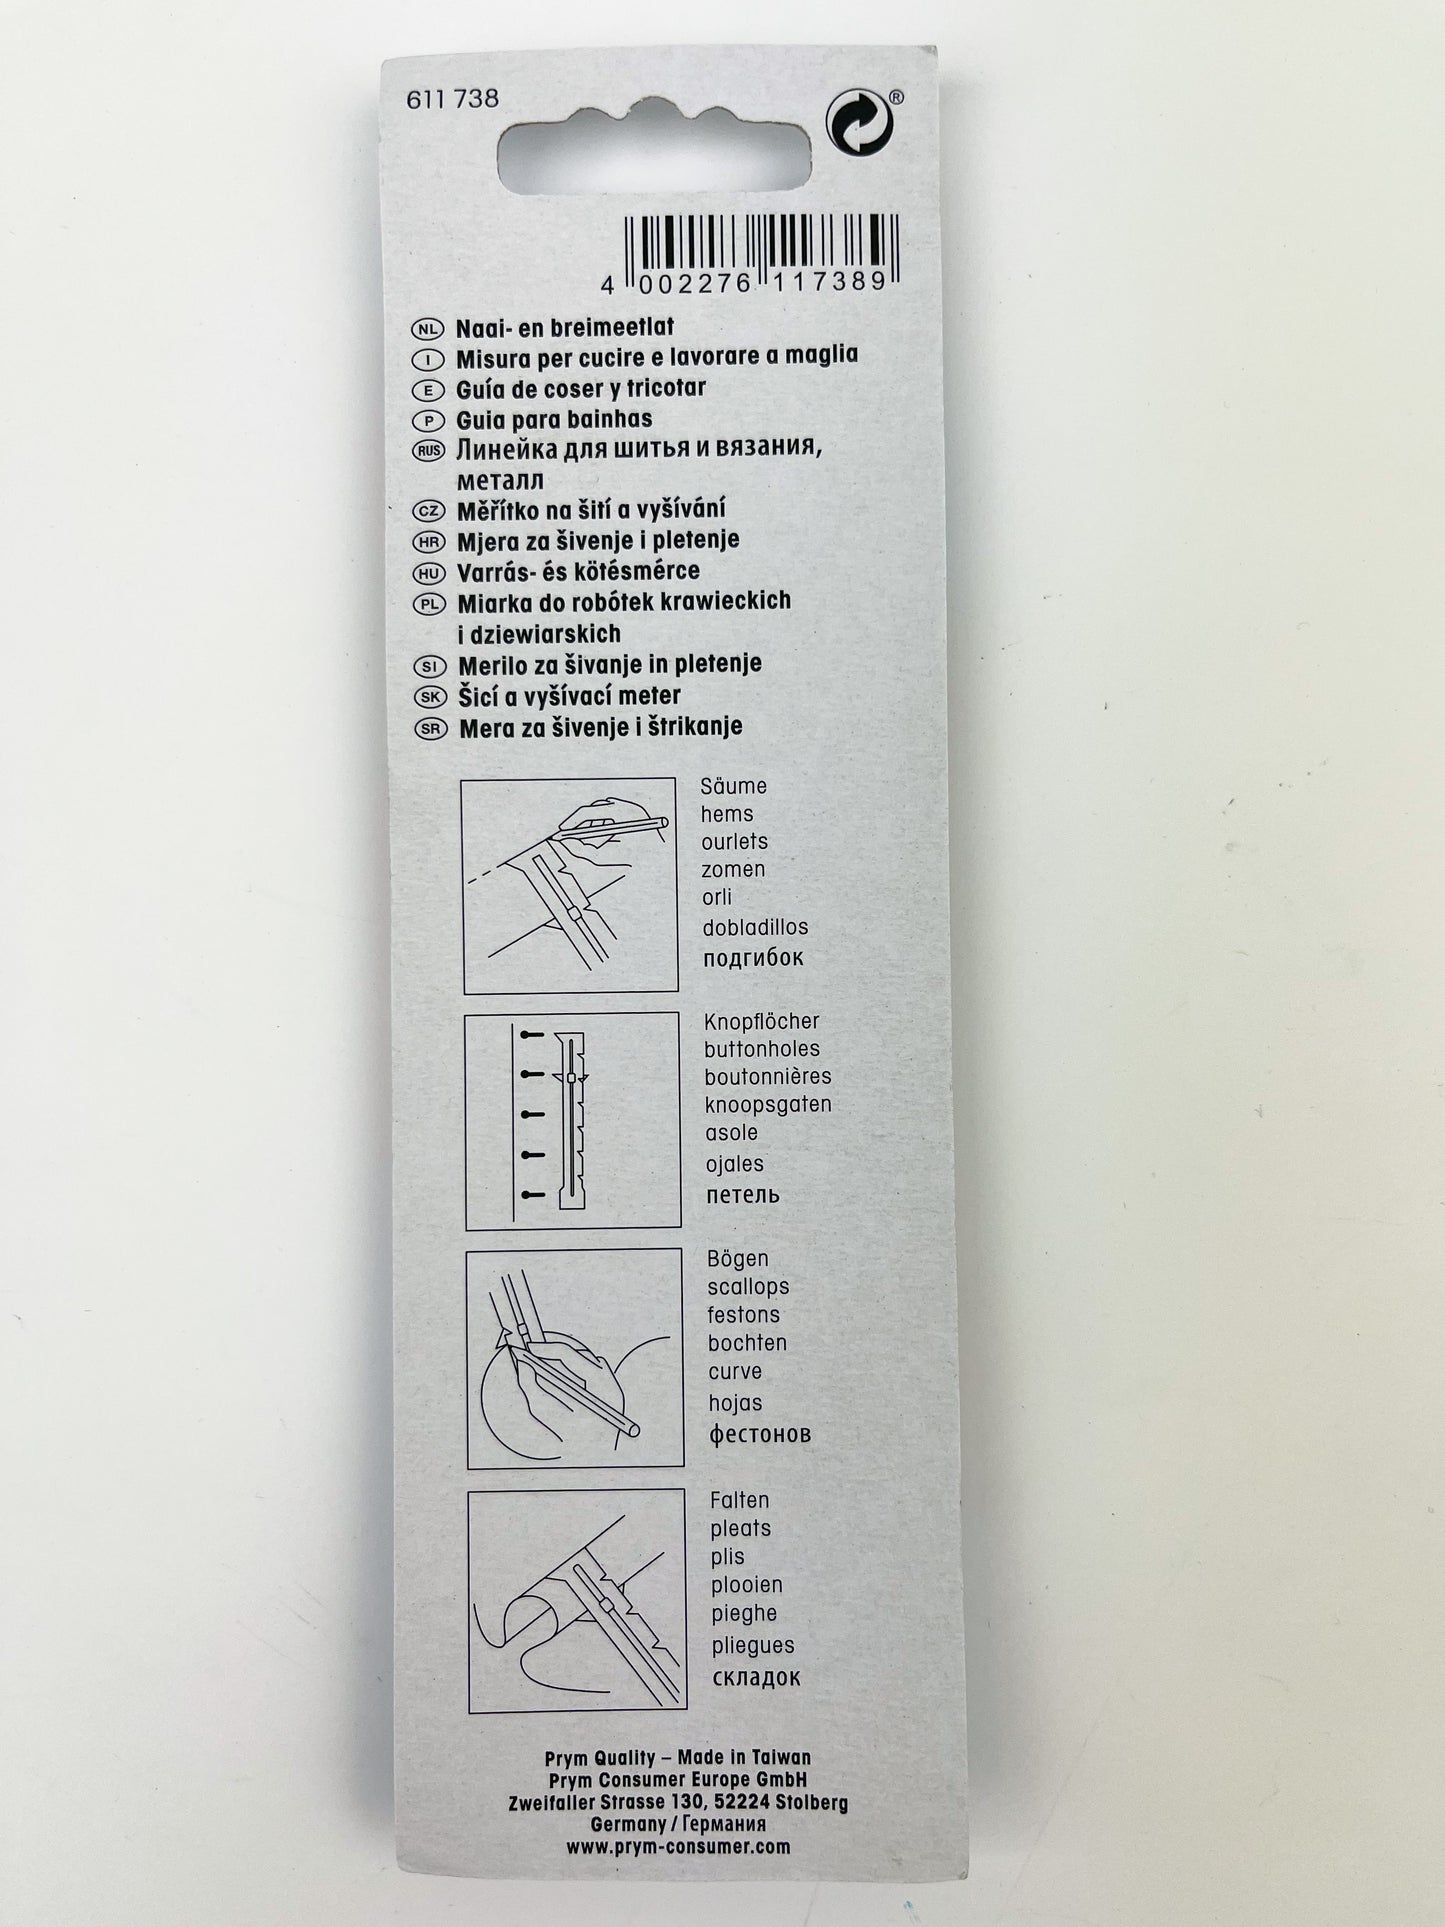 611 738
®
4 002276 117389
NL Naai- en breimeetlat
I Misura per cucire e lavorare a maglia
E Guía de coser y tricotar
P Guia para bainhas
RUS Линейка для шитья и вязания,
металл
CZ Měřítko na šití a vyšívání
HR Mjera za šivenje i pletenje
HU Varrás- és kötésmérce
PL Miarka do robótek krawieckich
i dziewiarskich
SI Merilo za šivanje in pletenje
SK Šicí a vyšívací meter
SR Mera za šivenje i štrikanje
Säume
hems
ourlets
zomen
orli
dobladillos
подгибок
Knopflöcher
buttonholes
boutonnières
knoopsgaten
asole
ojales
петель
Bögen
scallops
festons
bochten
curve
hojas
фестонов
Falten
pleats
plis
plooien
pieghe
pliegues
складок
Prym Quality – Made in Taiwan
Prym Consumer Europe GmbH
Zweifaller Strasse 130, 52224 Stolberg
Germany / Германия
www.prym-consumer.com